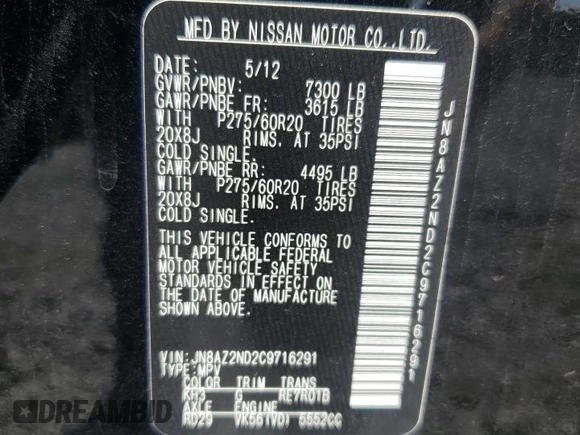 MFD BY NISSAN MOTOR CO.,LTD.
DATE: 5/12
GVWR/PNBV: 7300 LB
GAWR/PNBE FR: 3615 LB
WITH P275/60R20 TIRES
20X8J RIMS. AT 35PSI
COLD SINGLE.
GAWR/PNBE RR: 4495 LB
WITH P275/60R20 TIRES
20X8J RIMS. AT 35PSI
COLD SINGLE.
THIS VEHICLE CONFORMS TO
ALL APPLICABLE FEDERAL
MOTOR VEHICLE SAFETY
STANDARDS IN EFFECT ON
THE DATE OF MANUFACTURE
SHOWN ABOVE.
VIN: JN8AZ2ND2C9716291
TYPE: MPV
COLOR TRIM TRANS
KH3 G RE7R01B
AXLE ENGINE
RD29 VK56(VD) 5552CC
JN8AZ2ND2C9716291
STATCARFAX.COM